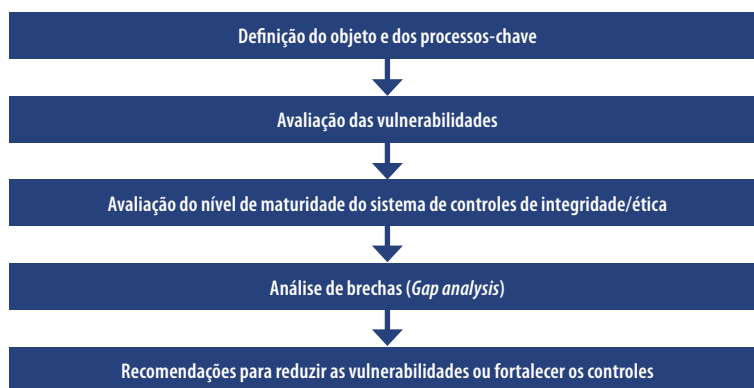 Definição do objeto e dos processos-chave
Avaliação das vulnerabilidades
Avaliação do nível de maturidade do sistema de controles de integridade/ética
Análise de brechas (Gap analysis)
Recomendações para reduzir as vulnerabilidades ou fortalecer os controles